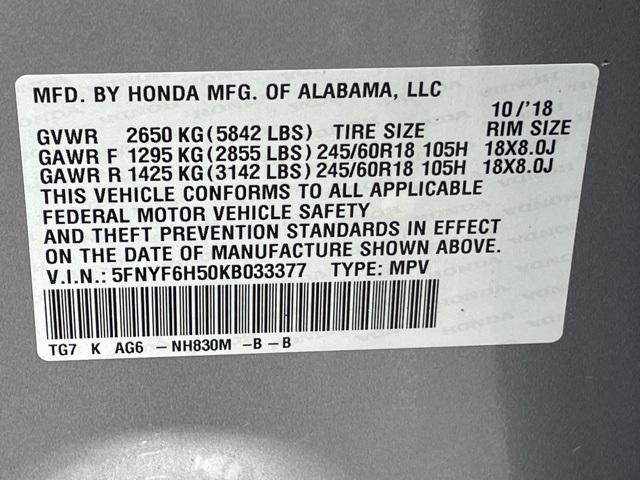 MFD. BY HONDA MFG. OF ALABAMA, LLC
10/'18
GVWR 2650 KG(5842 LBS) TIRE SIZE RIM SIZE
GAWR F 1295 KG(2855 LBS)245/60R18 105H 18X8.0J
GAWR R 1425 KG(3142 LBS)245/60R18 105H 18X8.0J
THIS VEHICLE CONFORMS TO ALL APPLICABLE
FEDERAL MOTOR VEHICLE SAFETY
AND THEFT PREVENTION STANDARDS IN EFFECT
ON THE DATE OF MANUFACTURE SHOWN ABOVE.
V.I.N.: 5FNYF6H50KB033377 TYPE: MPV
TG7 K AG6 -NH830M -B-B